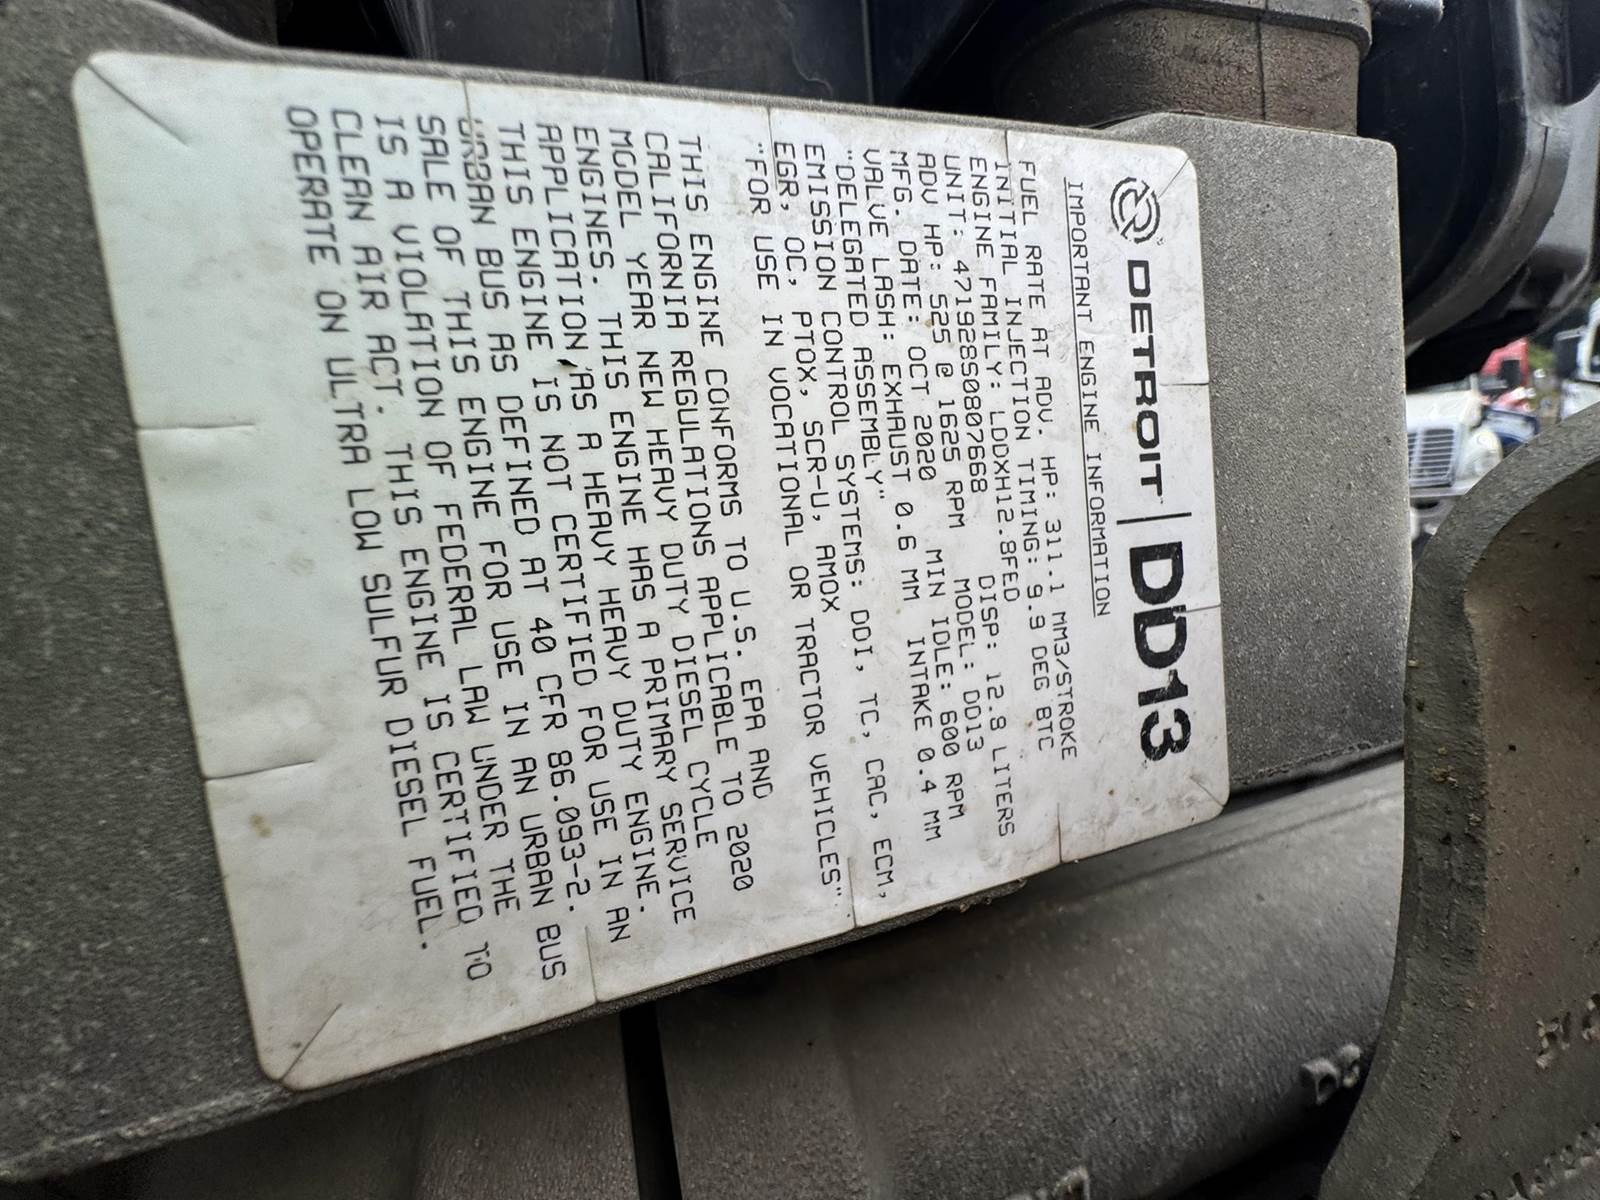 DETROIT | DD13
IMPORTANT ENGINE INFORMATION
FUEL RATE AT ADV. HP: 311.1 MM3/STROKE
INITIAL INJECTION TIMING: 9.9 DEG BTC
ENGINE FAMILY: LDDXH12.8FED DISP: 12.8 LITERS
UNIT: 471928S0807668 MODEL: DD13
ADV HP: 525 @ 1625 RPM MIN IDLE: 600 RPM
MFG. DATE: OCT 2020
VALVE LASH: EXHAUST 0.6 MM INTAKE 0.4 MM
"DELEGATED ASSEMBLY"
EMISSION CONTROL SYSTEMS: DDI, TC, CAC, ECM,
EGR, OC, PTOX, SCR-U, AMOX
"FOR USE IN VOCATIONAL OR TRACTOR VEHICLES"
THIS ENGINE CONFORMS TO U.S. EPA AND
CALIFORNIA REGULATIONS APPLICABLE TO 2020
MODEL YEAR NEW HEAVY DUTY DIESEL CYCLE
ENGINES. THIS ENGINE HAS A PRIMARY SERVICE
APPLICATION AS A HEAVY HEAVY DUTY ENGINE.
THIS ENGINE IS NOT CERTIFIED FOR USE IN AN
URBAN BUS AS DEFINED AT 40 CFR 86.093-2.
SALE OF THIS ENGINE FOR USE IN AN URBAN BUS
IS A VIOLATION OF FEDERAL LAW UNDER THE
CLEAN AIR ACT. THIS ENGINE IS CERTIFIED TO
OPERATE ON ULTRA LOW SULFUR DIESEL FUEL.